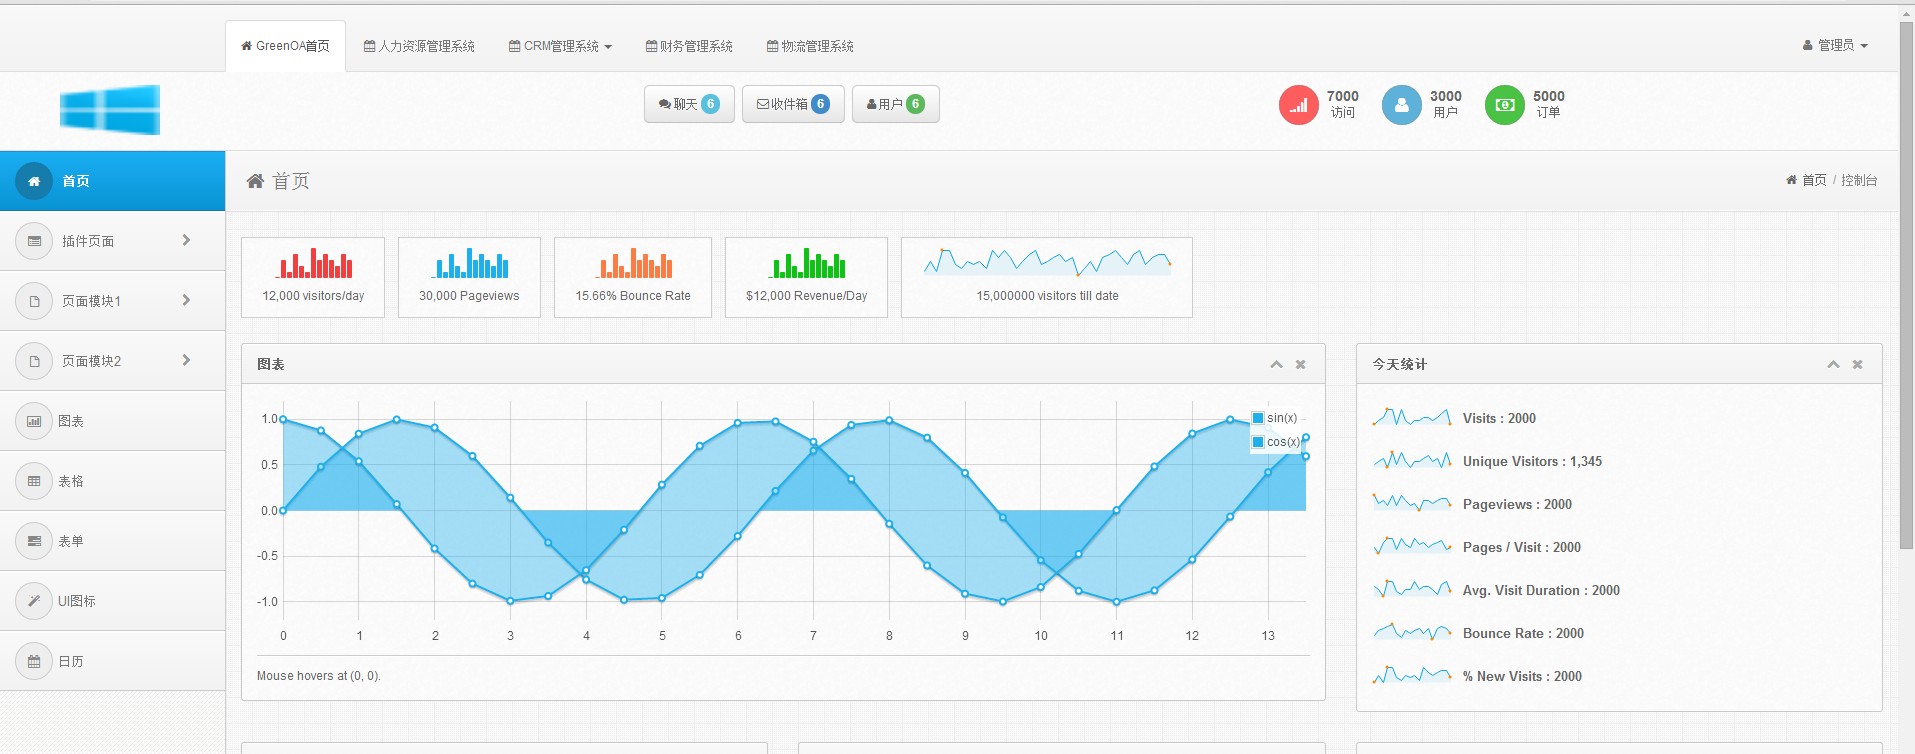 GreenOA首页 人力资源管理系统 CRM管理系统 财务管理系统 物流管理系统 管理员
聊天 6 收件箱 6 用户 6
7000 访问
3000 用户
5000 订单
首页
插件页面
页面模块1
页面模块2
图表
表格
表单
UI图标
日历
首页
首页 / 控制台
12,000 visitors/day
30,000 Pageviews
15.66% Bounce Rate
$12,000 Revenue/Day
15,000000 visitors till date
图表
1.0
0.5
0.0
-0.5
-1.0
0 1 2 3 4 5 6 7 8 9 10 11 12 13
sin(x)
cos(x)
Mouse hovers at (0, 0).
今天统计
Visits : 2000
Unique Visitors : 1,345
Pageviews : 2000
Pages / Visit : 2000
Avg. Visit Duration : 2000
Bounce Rate : 2000
% New Visits : 2000